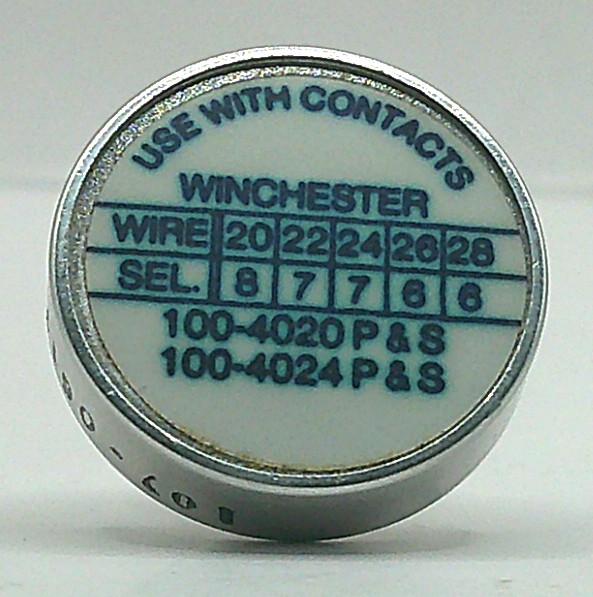 USE WITH CONTACTS
WINCHESTER
WIRE 20 22 24 26 28
SEL. 8 7 7 6 6
100-4020 P & S
100-4024 P & S